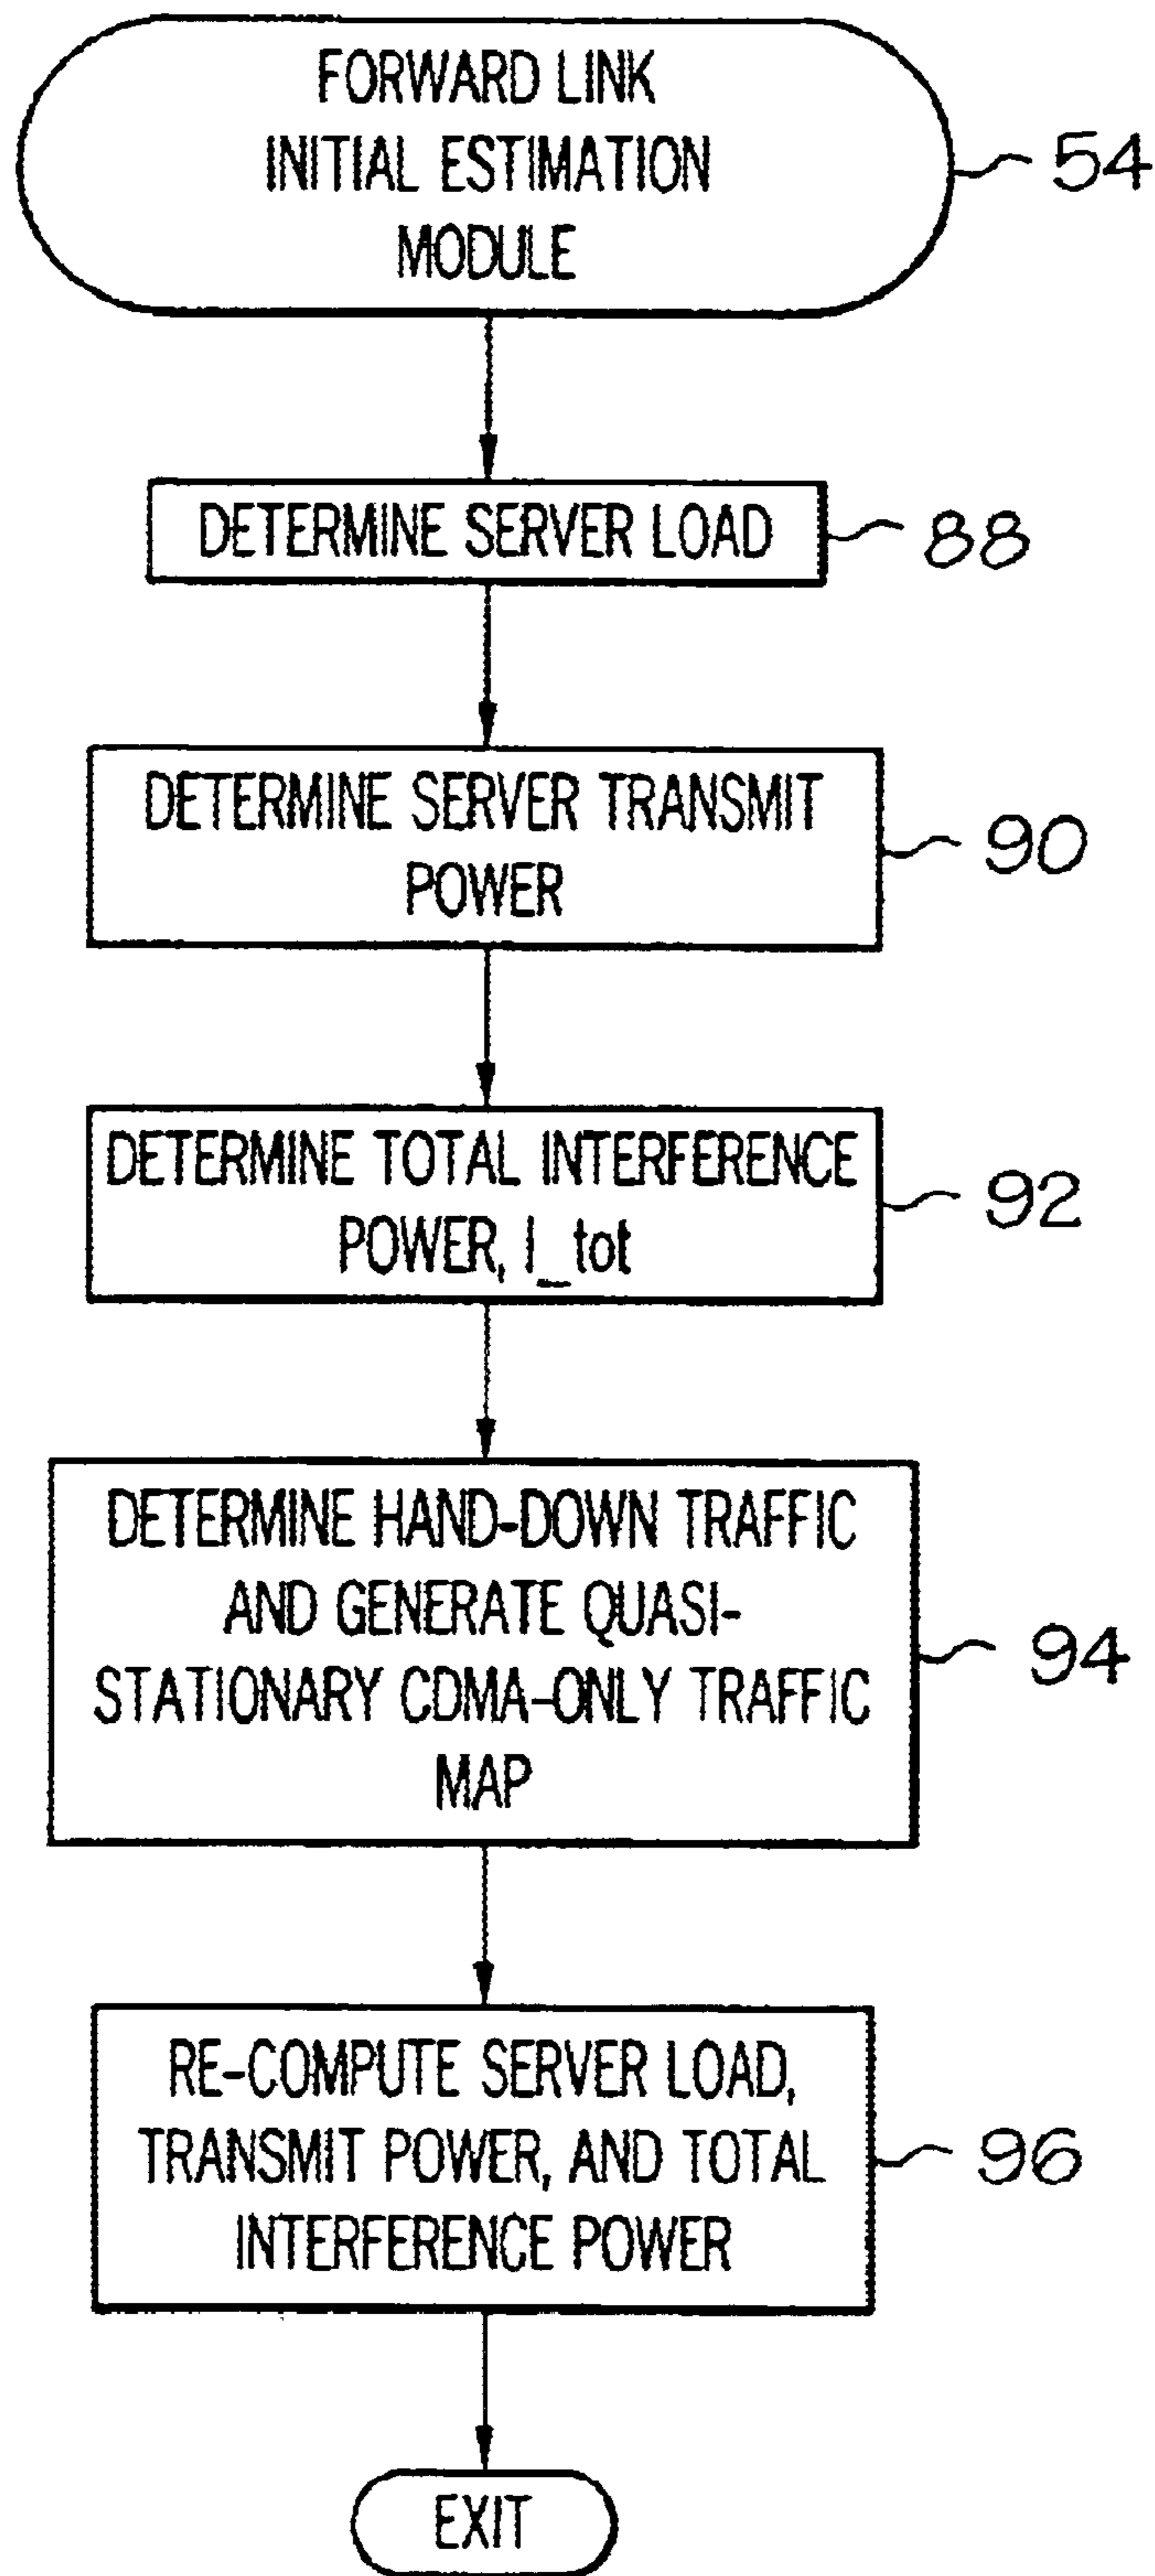 FORWARD LINK
INITIAL ESTIMATION
MODULE
54
DETERMINE SERVER LOAD
88
DETERMINE SERVER TRANSMIT
POWER
90
DETERMINE TOTAL INTERFERENCE
POWER, I_tot
92
DETERMINE HAND-DOWN TRAFFIC
AND GENERATE QUASI-
STATIONARY CDMA-ONLY TRAFFIC
MAP
94
RE-COMPUTE SERVER LOAD,
TRANSMIT POWER, AND TOTAL
INTERFERENCE POWER
96
EXIT